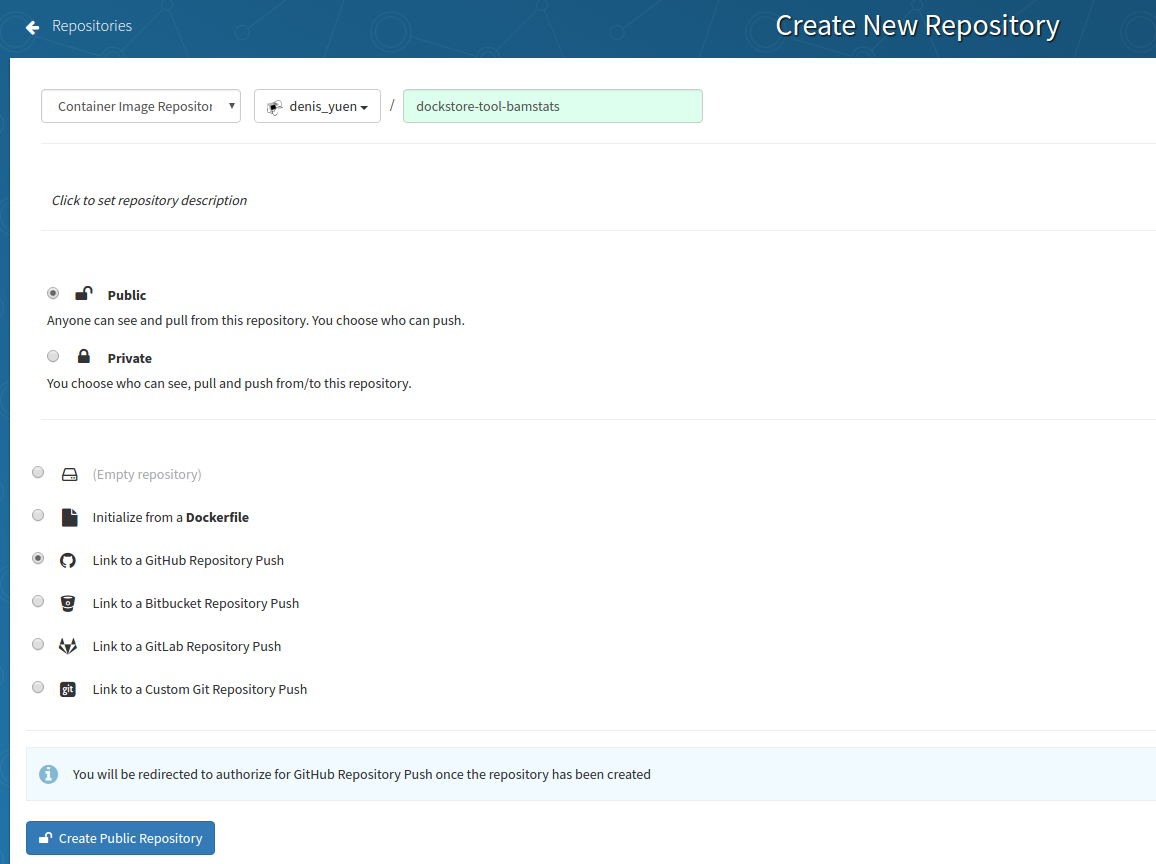 Repositories
Create New Repository
Container Image Repositor
denis_yuen / dockstore-tool-bamstats
Click to set repository description
Public
Anyone can see and pull from this repository. You choose who can push.
Private
You choose who can see, pull and push from/to this repository.
(Empty repository)
Initialize from a Dockerfile
Link to a GitHub Repository Push
Link to a Bitbucket Repository Push
Link to a GitLab Repository Push
git Link to a Custom Git Repository Push
You will be redirected to authorize for GitHub Repository Push once the repository has been created
Create Public Repository